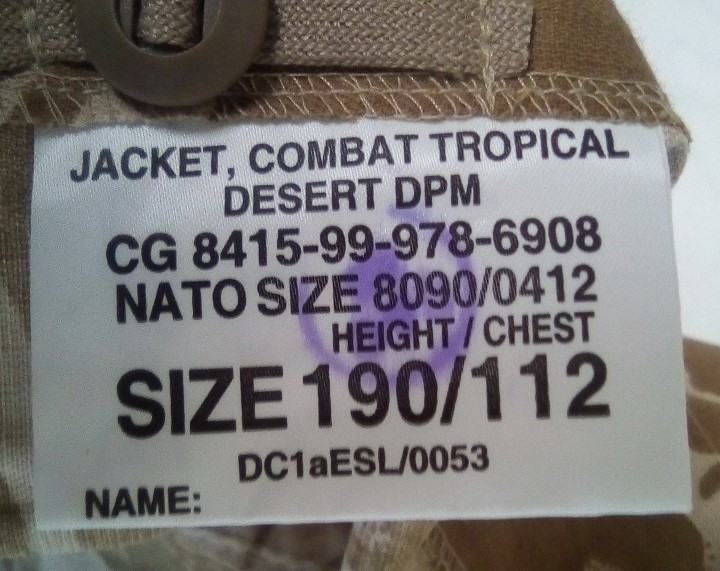 JACKET, COMBAT TROPICAL
DESERT DPM
CG 8415-99-978-6908
NATO SIZE 8090/0412
HEIGHT / CHEST
SIZE 190/112
DC1aESL/0053
NAME: